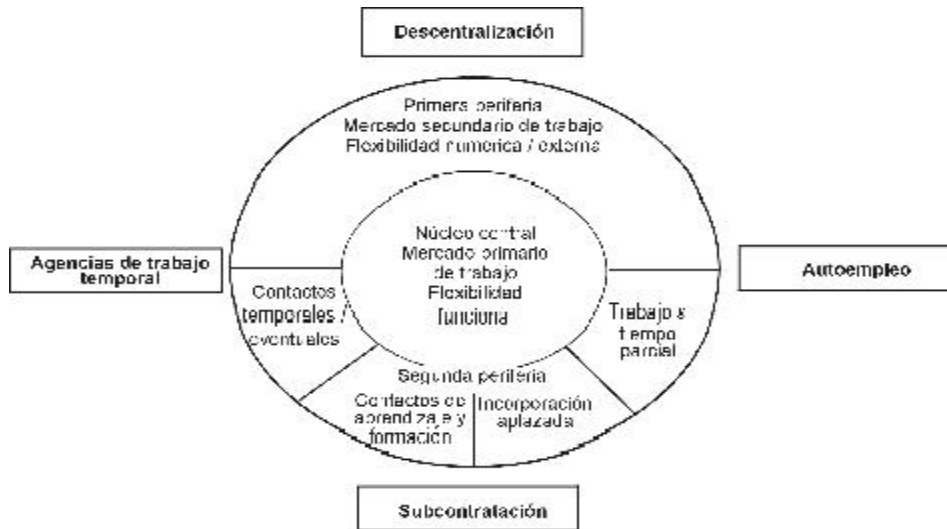 Descentralización
Primera periferia
Mercado secundario de trabajo
Flexibilidad numerica / externa
Núcleo central
Mercado primario
de trabajo
Flexibilidad
funciona
Agencias de trabajo
temporal
Autoempleo
Contactos
temporales /
eventuales
Trabajo a
tiempo
parcial
Segunda periferia
Contactos de
aprendizaje y
formación
Incorporación
aplazada
Subcontratación